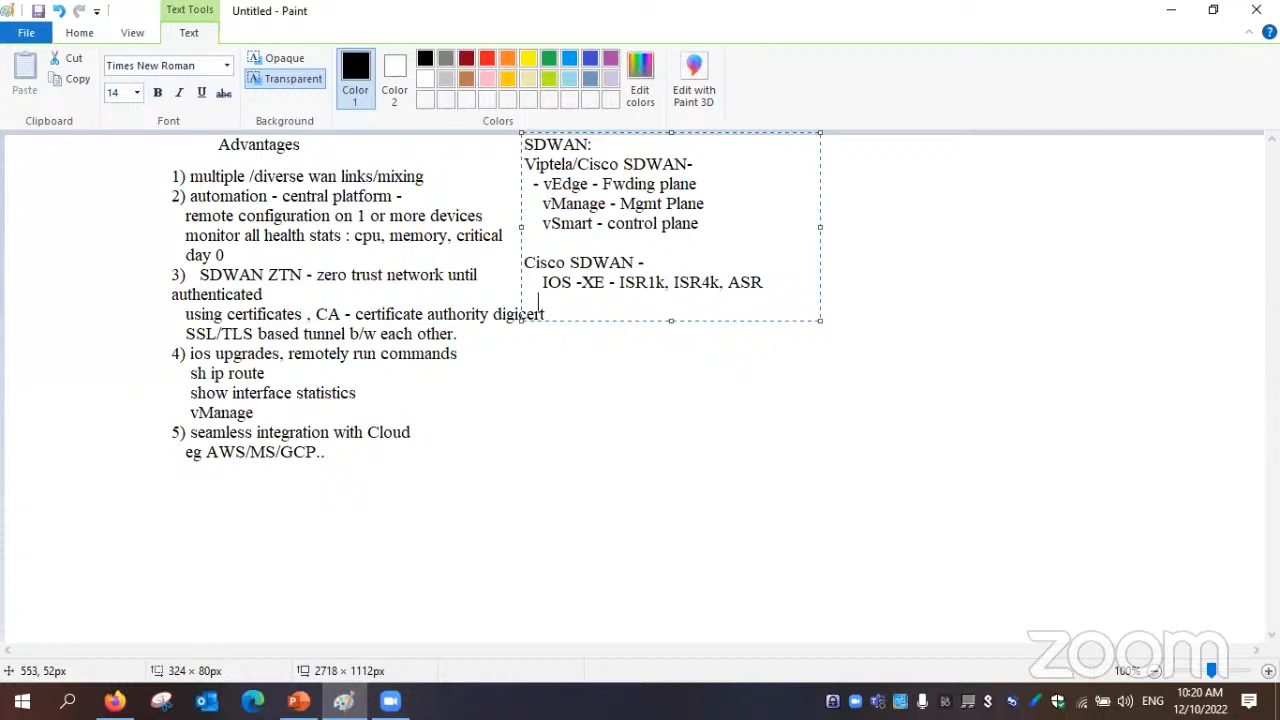 Text Tools
Untitled - Paint
File
Home
View
Text
Paste
Cut
Copy
Clipboard
Times New Roman
14
B I U abc
Font
Opaque
Transparent
Background
Color 1
Color 2
Edit colors
Colors
Edit with Paint 3D
Advantages
1) multiple /diverse wan links/mixing
2) automation - central platform -
remote configuration on 1 or more devices
monitor all health stats : cpu, memory, critical
day 0
3) SDWAN ZTN - zero trust network until
authenticated
using certificates , CA - certificate authority digicert
SSL/TLS based tunnel b/w each other.
4) ios upgrades, remotely run commands
sh ip route
show interface statistics
vManage
5) seamless integration with Cloud
eg AWS/MS/GCP..
SDWAN:
Viptela/Cisco SDWAN-
- vEdge - Fwding plane
vManage - Mgmt Plane
vSmart - control plane
Cisco SDWAN -
IOS -XE - ISR1k, ISR4k, ASR
zoom
553, 52px
324 × 80px
2718 × 1112px
100%
ENG
10:20 AM
12/10/2022